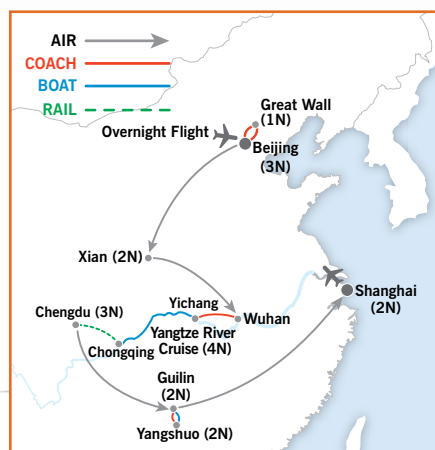 AIR
COACH
BOAT
RAIL
Great Wall
(1N)
Overnight Flight
Beijing
(3N)
Xian (2N)
Shanghai
(2N)
Yichang
Wuhan
Chengdu (3N)
Yangtze River
Cruise (4N)
Chongqing
Guilin
(2N)
Yangshuo (2N)